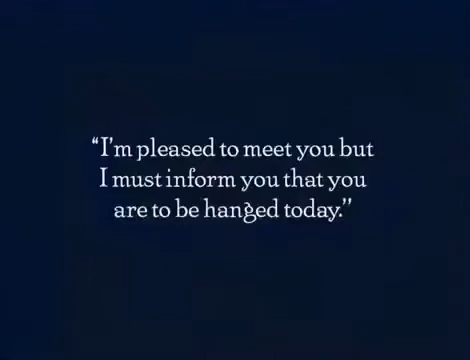 “I’m pleased to meet you but
I must inform you that you
are to be hanged today.”